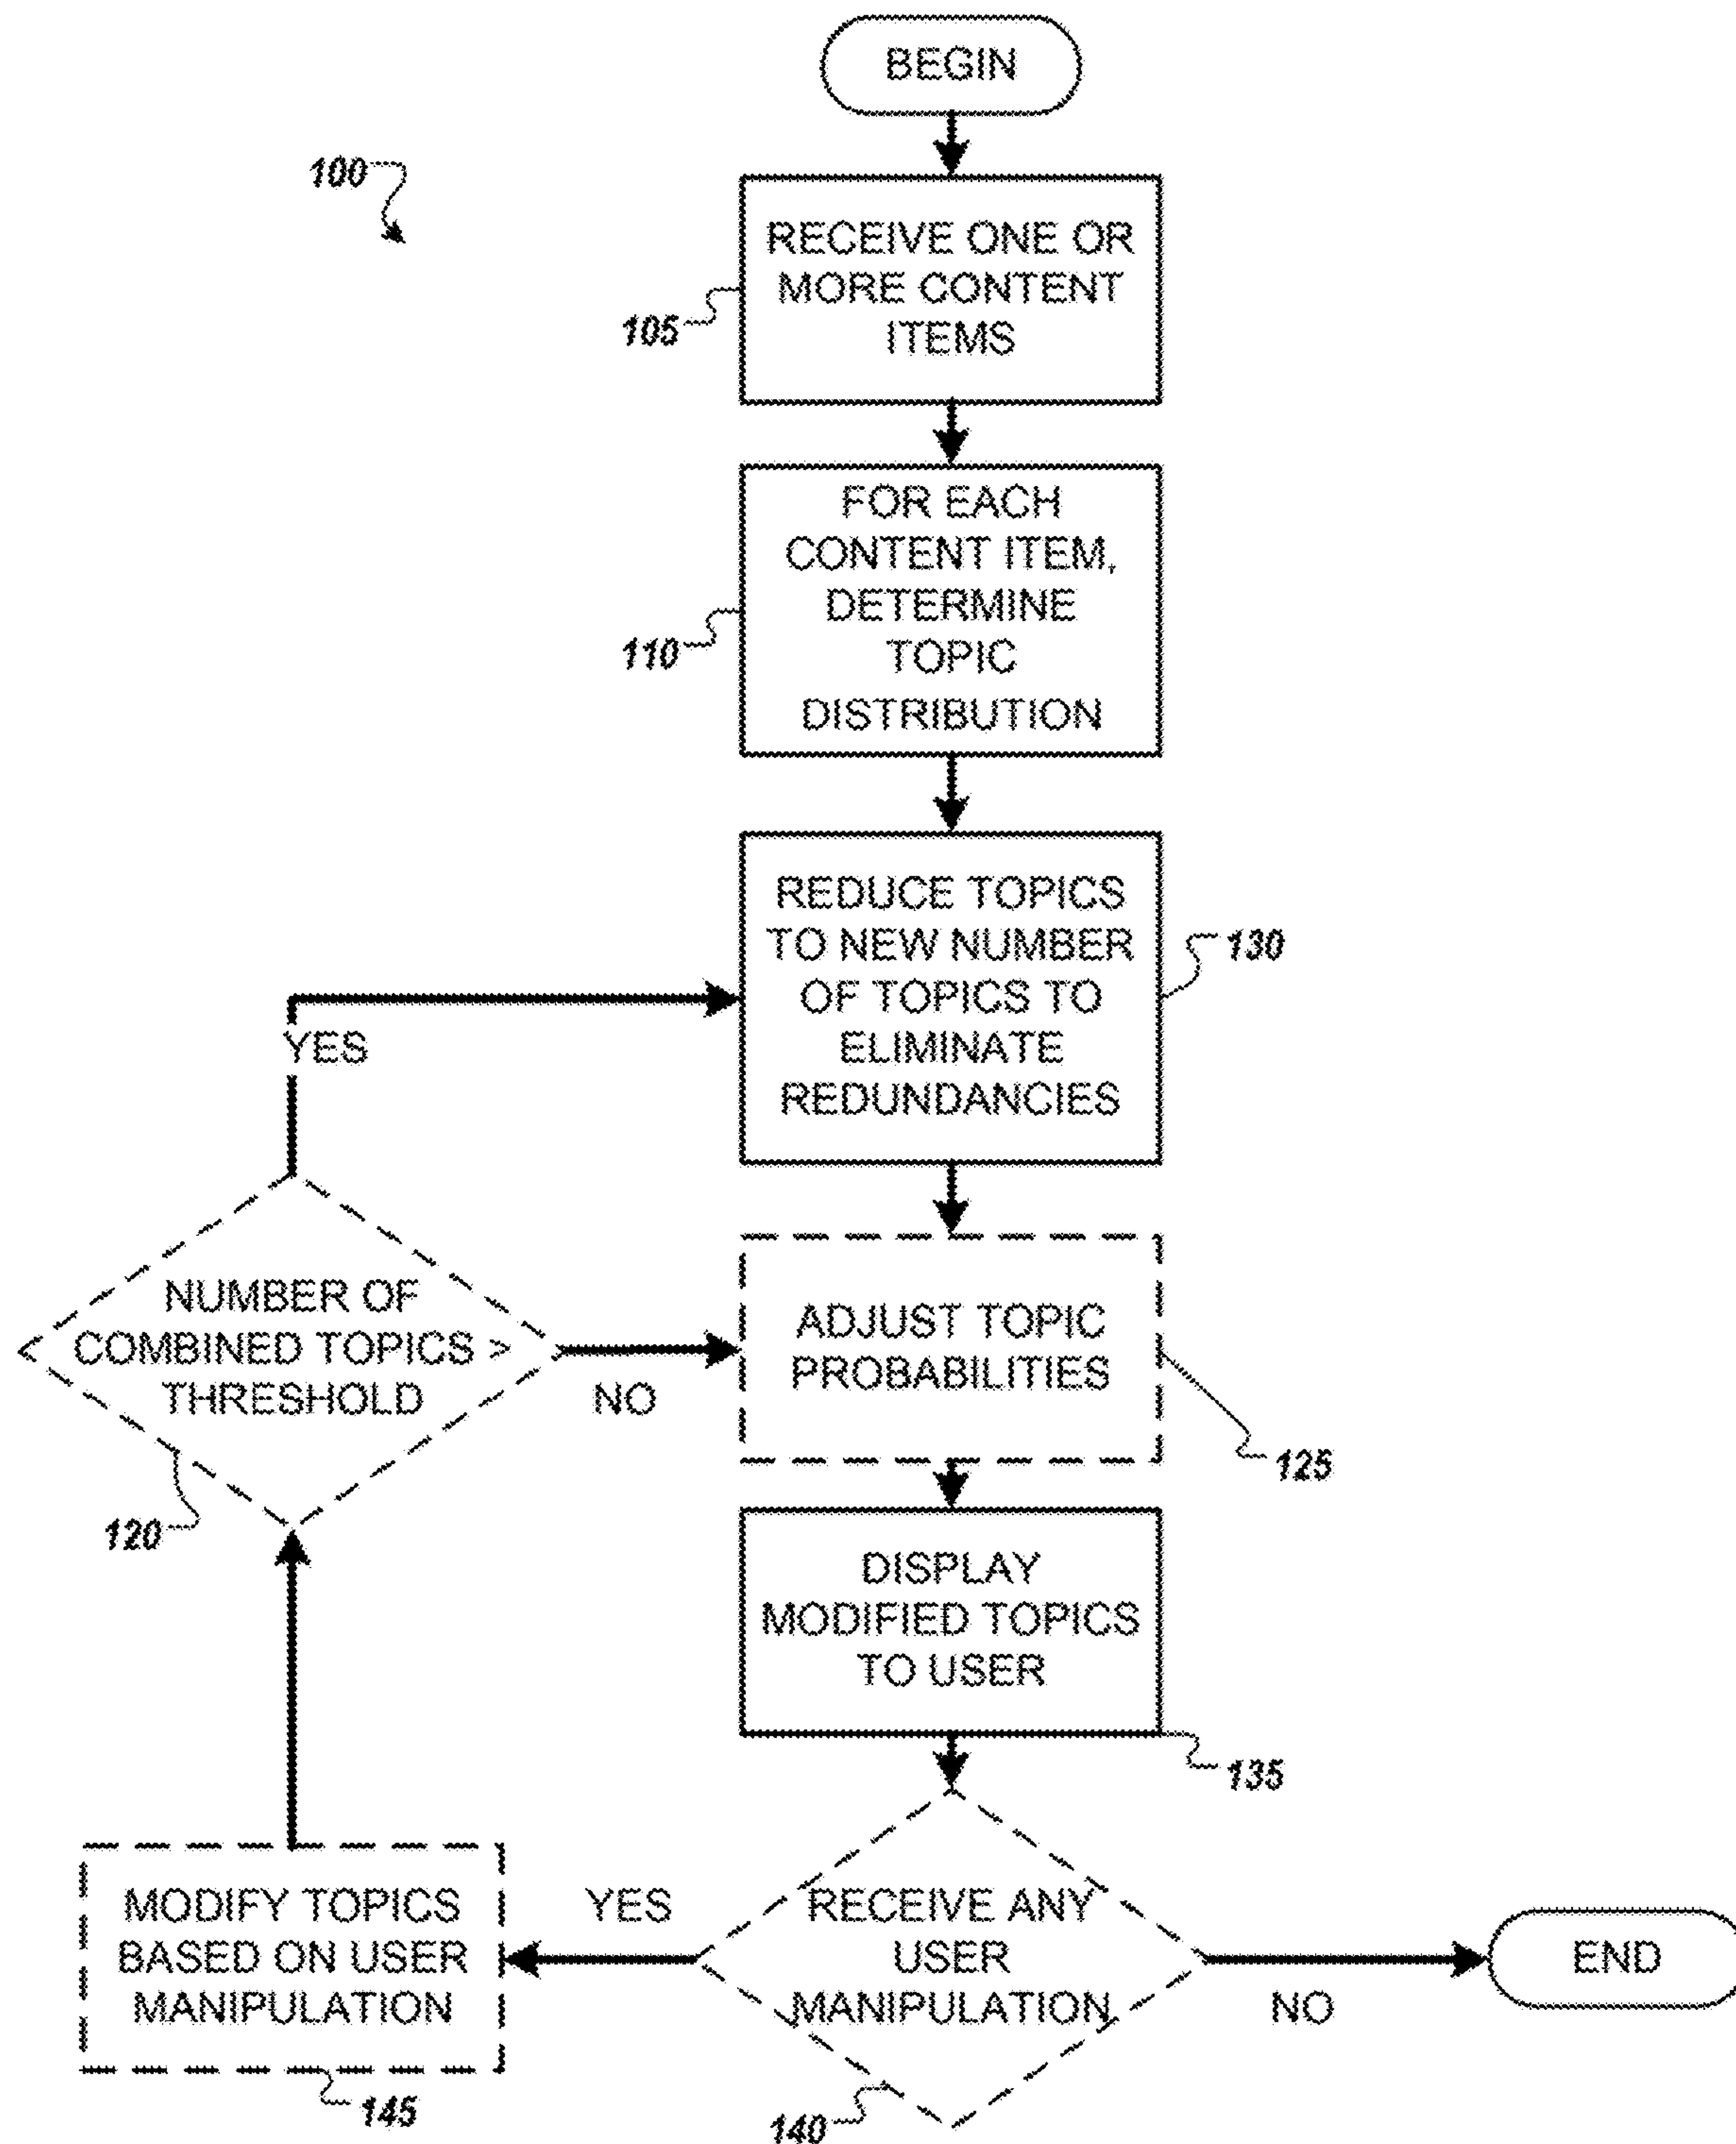 BEGIN
100
RECEIVE ONE OR
MORE CONTENT
ITEMS
105
FOR EACH
CONTENT ITEM,
DETERMINE
TOPIC
DISTRIBUTION
110
REDUCE TOPICS
TO NEW NUMBER
OF TOPICS TO
ELIMINATE
REDUNDANCIES
130
YES
NUMBER OF
COMBINED TOPICS >
THRESHOLD
120
NO
ADJUST TOPIC
PROBABILITIES
125
DISPLAY
MODIFIED TOPICS
TO USER
135
MODIFY TOPICS
BASED ON USER
MANIPULATION
145
YES
RECEIVE ANY
USER
MANIPULATION
140
NO
END